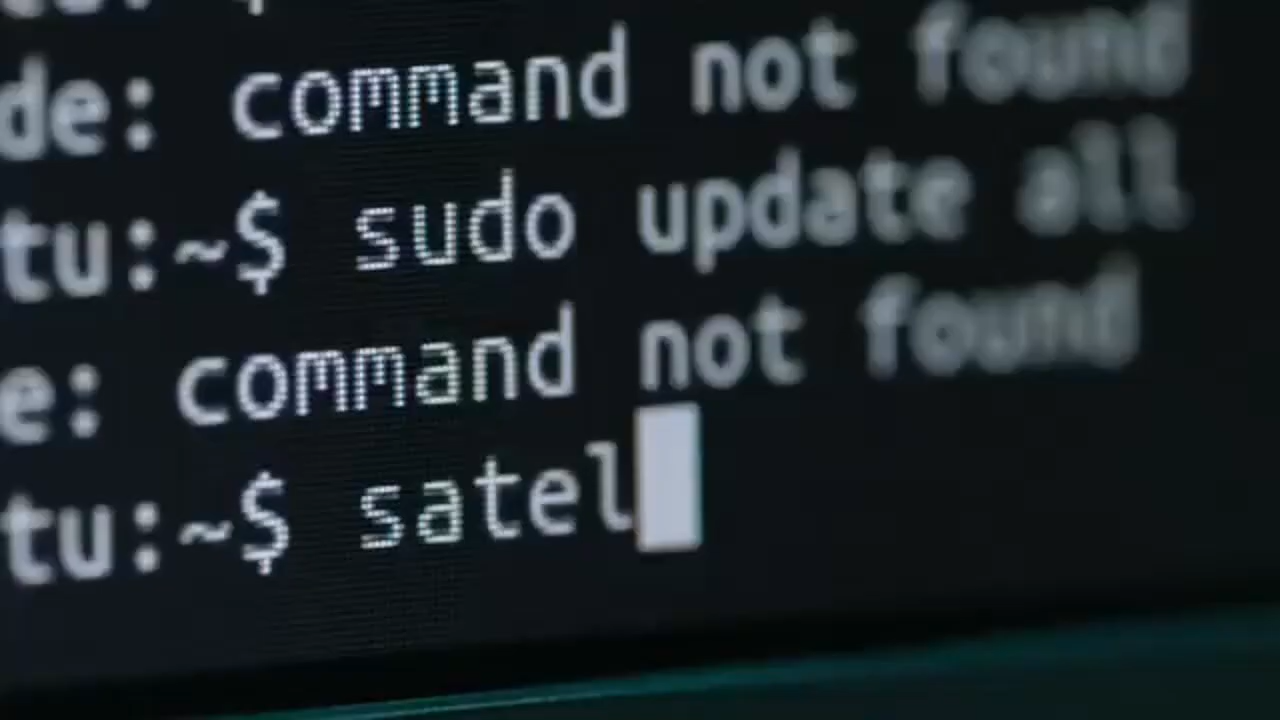 de: command not found
tu:~$ sudo update all
e: command not found
tu:~$ satel